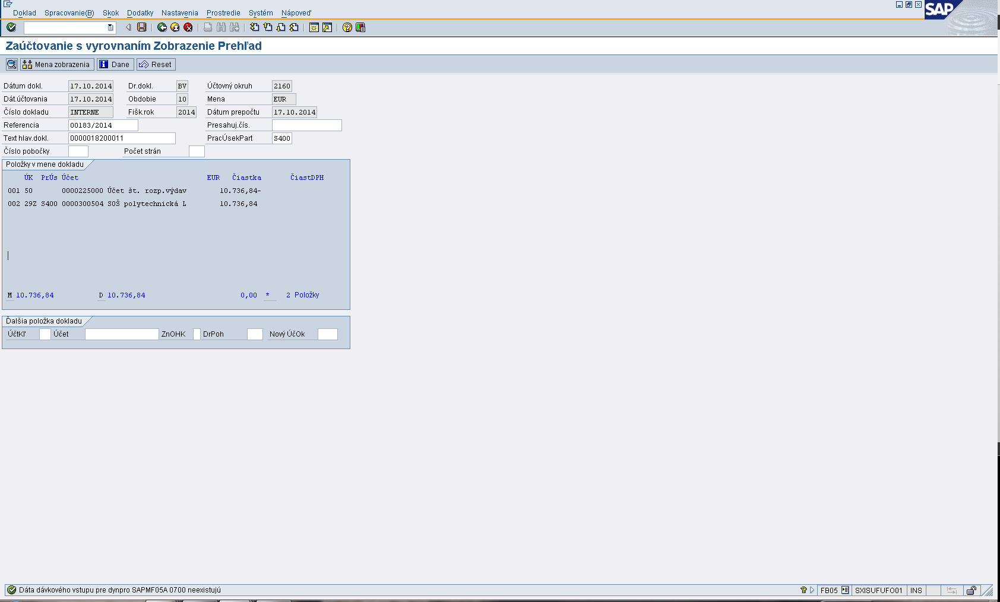 Doklad Spracovanie(B) Skok Dodatky Nastavenia Prostredie Systém Nápoveď
SAP
Zaúčtovanie s vyrovnaním Zobrazenie Prehľad
Mena zobrazenia Dane Reset
Dátum dokl. 17.10.2014 Dr.dokl. BV Účtovný okruh 2160
Dát.účtovania 17.10.2014 Obdobie 10 Mena EUR
Číslo dokladu INTERNE Fišk.rok 2014 Dátum prepočtu 17.10.2014
Referencia 00183/2014 Presahuj.čís.
Text hlav.dokl. 0000018200011 PracÚsekPart S400
Číslo pobočky Počet strán
Položky v mene dokladu
ÚK PrÚs Účet EUR Čiastka ČiastDPH
001 50 0000225000 Účet št. rozp.výdav 10.736,84-
002 29Z S400 0000300504 SOŠ polytechnická L 10.736,84
M 10.736,84 D 10.736,84 0,00 * 2 Položky
Ďalšia položka dokladu
ÚčtKľ Účet ZnOHK DrPoh Nový ÚčOk
Dáta dávkového vstupu pre dynpro SAPMF05A 0700 neexistujú FB05 SXISUFUFO01 INS